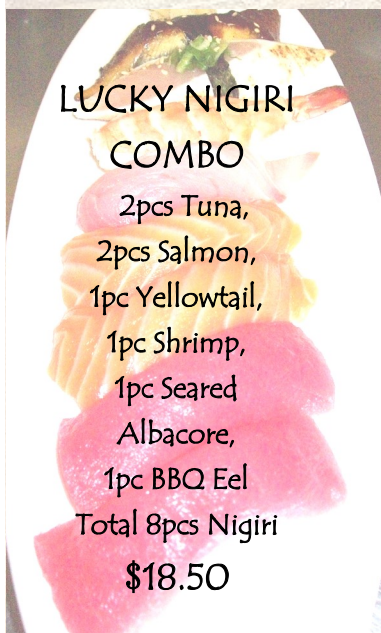 LUCKY NIGIRI
COMBO
2pcs Tuna,
2pcs Salmon,
1pc Yellowtail,
1pc Shrimp,
1pc Seared
Albacore,
1pc BBQ Eel
Total 8pcs Nigiri
$18.50